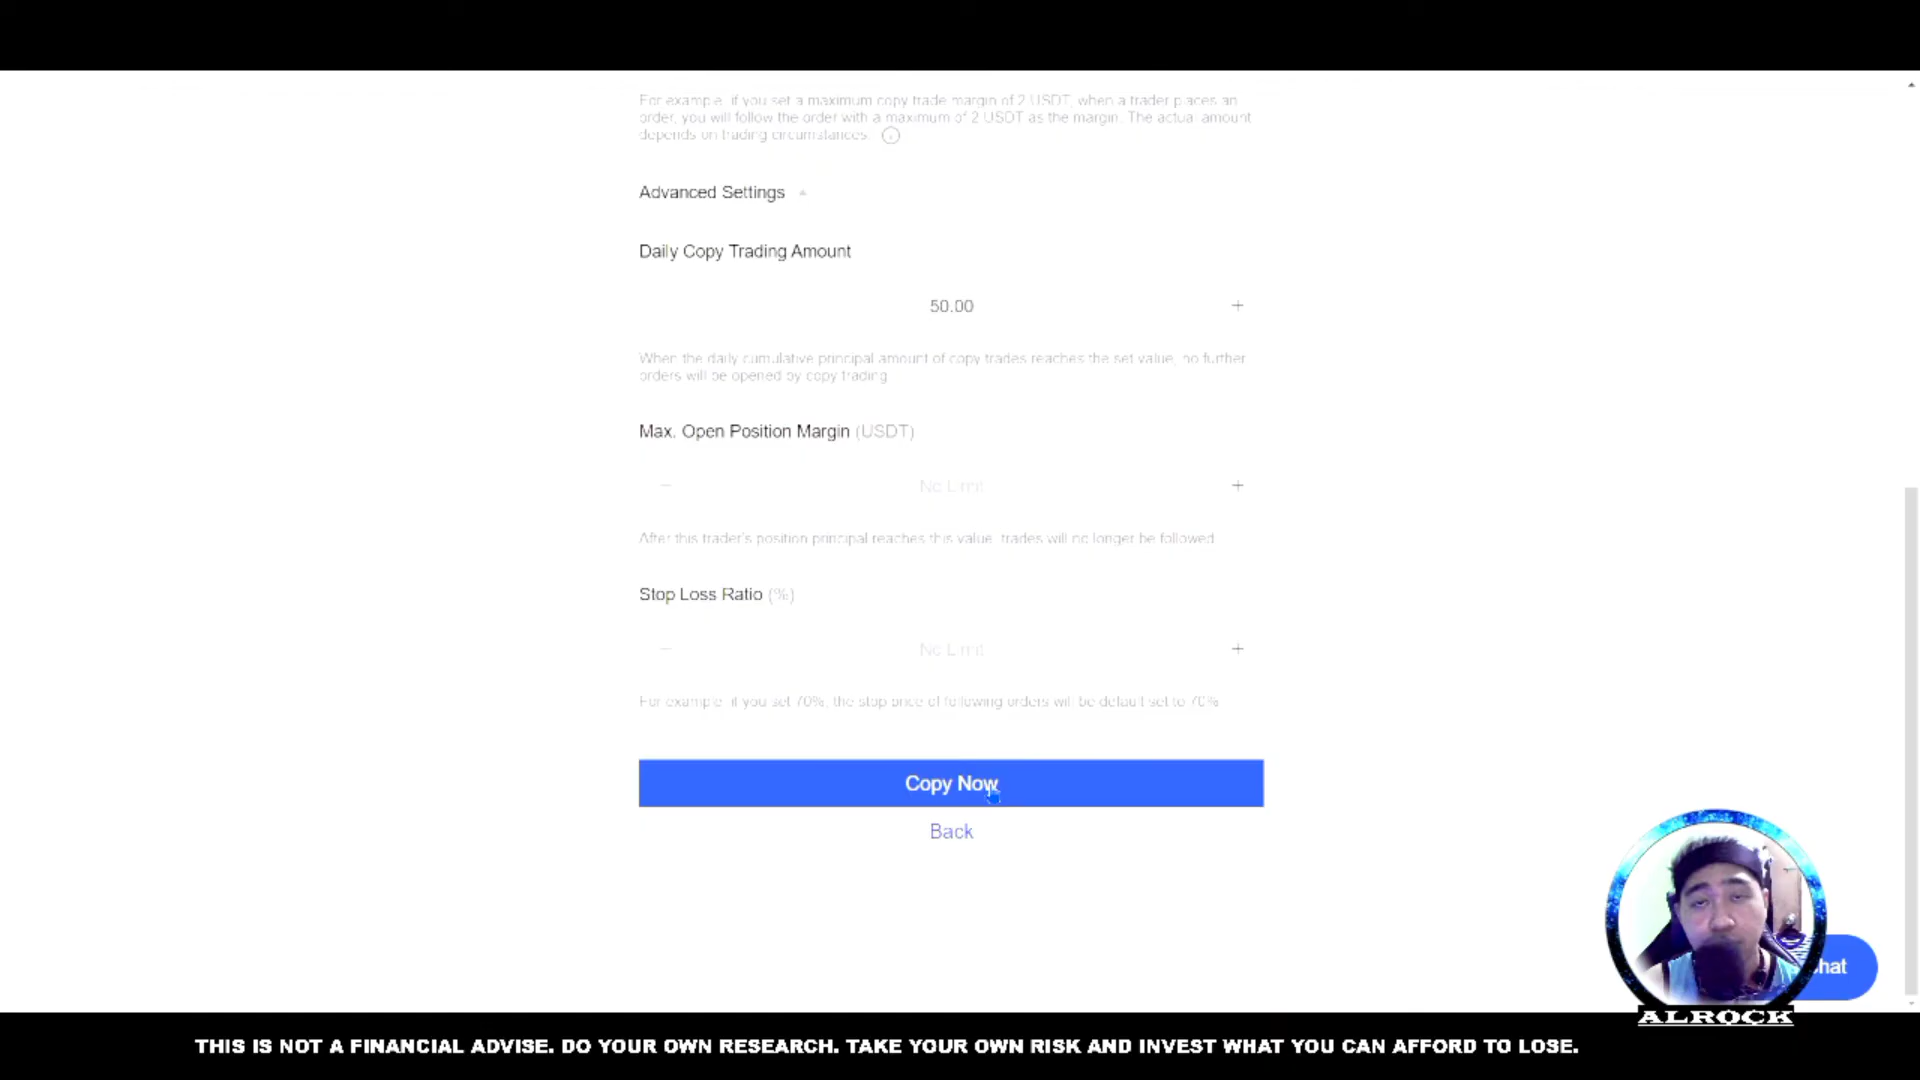 For example, if you set a maximum copy trade margin of 2 USDT, when a trader places an
order, you will follow the order with a maximum of 2 USDT as the margin. The actual amount
depends on trading circumstances.
Advanced Settings
Daily Copy Trading Amount
50.00 +
When the daily cumulative principal amount of copy trades reaches the set value, no further
orders will be opened by copy trading
Max. Open Position Margin (USDT)
− No Limit +
After this trader's position principal reaches this value, trades will no longer be followed
Stop Loss Ratio (%)
− No Limit +
For example, if you set 70%, the stop price of following orders will be default set to 70%
Copy Now
Back
hat
ALROCK
THIS IS NOT A FINANCIAL ADVISE. DO YOUR OWN RESEARCH. TAKE YOUR OWN RISK AND INVEST WHAT YOU CAN AFFORD TO LOSE.